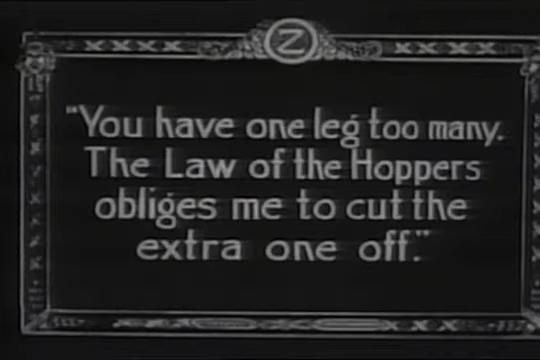 Z
"You have one leg too many.
The Law of the Hoppers
obliges me to cut the
extra one off."